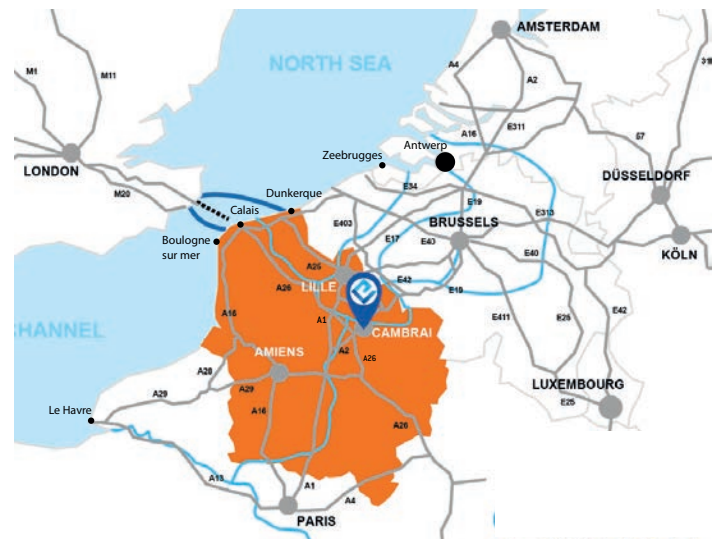 AMSTERDAM
NORTH SEA
A4
A2
M1
M11
A16
E311
57
Antwerp
Zeebrugges
LONDON
DÜSSELDORF
E34
M20
Dunkerque
E19
Calais
E403
E313
BRUSSELS
Boulogne
sur mer
E17
E40
E40
KÖLN
A25
LILLE
E42
A26
E19
E42
A16
A1
E411
E25
CHANNEL
CAMBRAI
A2
AMIENS
A26
A28
A29
A29
LUXEMBOURG
E25
Le Havre
A16
A26
A1
A4
PARIS